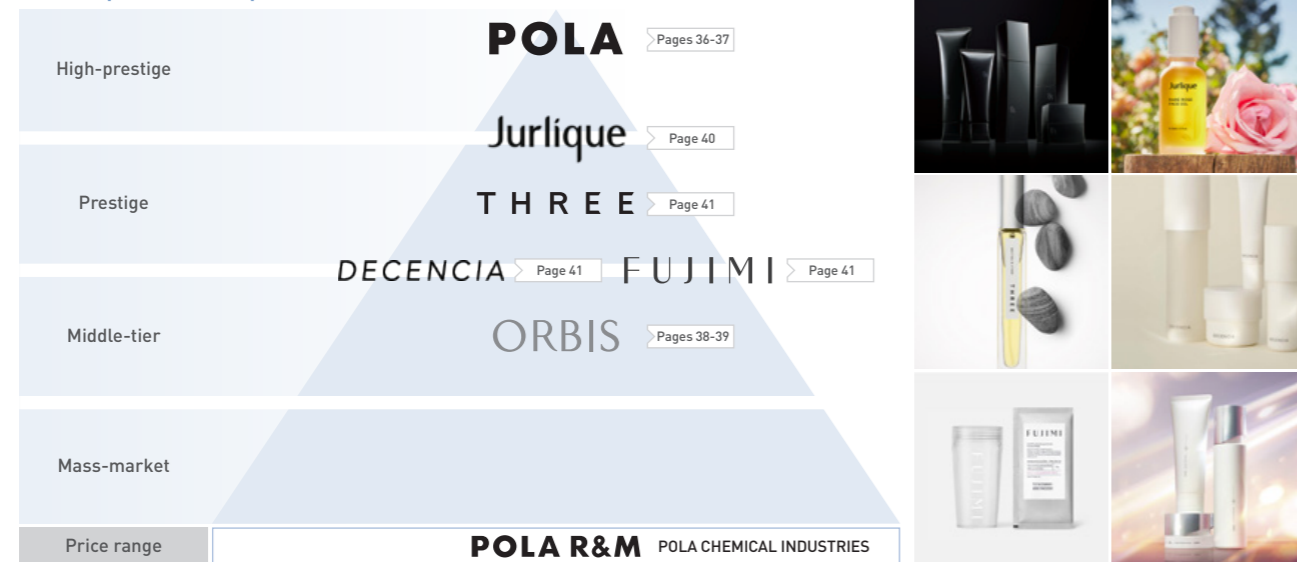 High-prestige
POLA
Pages 36-37
Jurlique
Page 40
Prestige
THREE
Page 41
DECENCIA
Page 41
FUJIMI
Page 41
Middle-tier
ORBIS
Pages 38-39
Mass-market
Price range
POLA R&M
POLA CHEMICAL INDUSTRIES
Jurlique
THREE
FUJIMI
FUJIMI